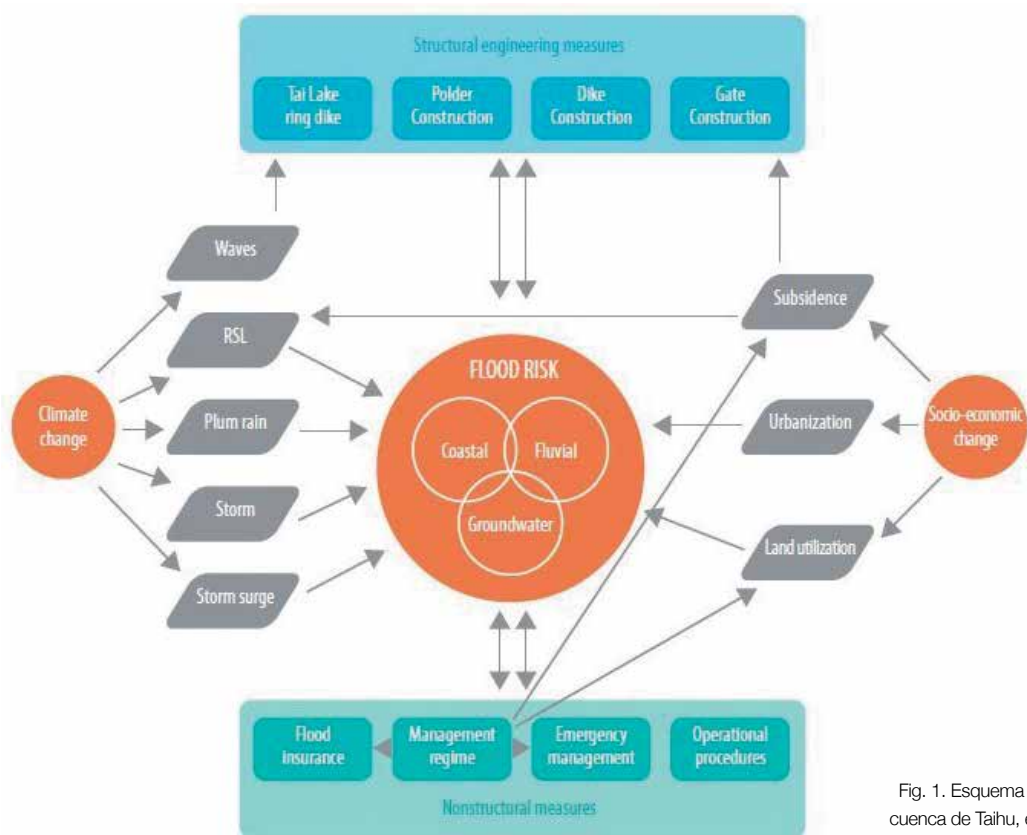 Structural engineering measures
Tai Lake
ring dike
Polder
Construction
Dike
Construction
Gate
Construction
Waves
Subsidence
RSL
FLOOD RISK
Climate
change
Plum rain
Coastal
Fluvial
Urbanization
Socio-economic
change
Storm
Groundwater
Land utilization
Storm surge
Flood
insurance
Management
regime
Emergency
management
Operational
procedures
Nonstructural measures
Fig. 1. Esquema
cuenca de Taihu, e